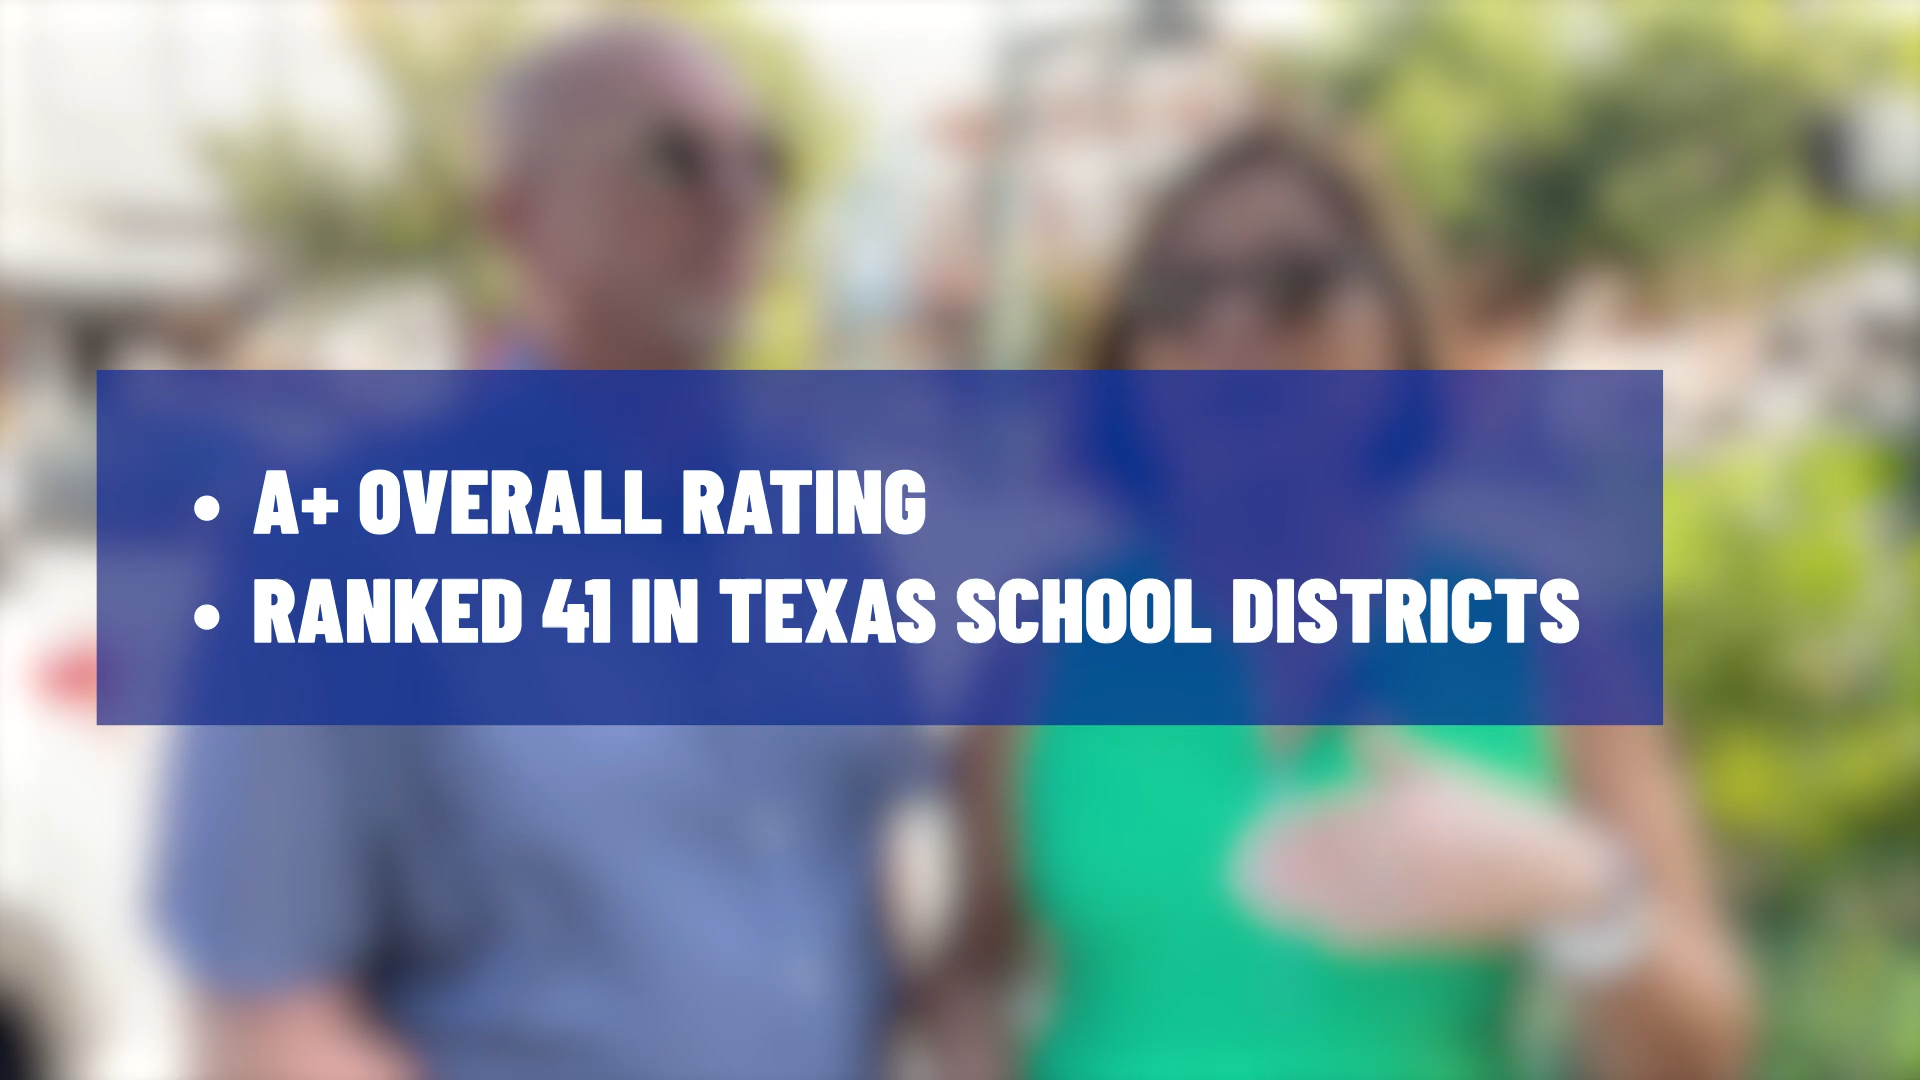 • A+ OVERALL RATING
• RANKED 41 IN TEXAS SCHOOL DISTRICTS